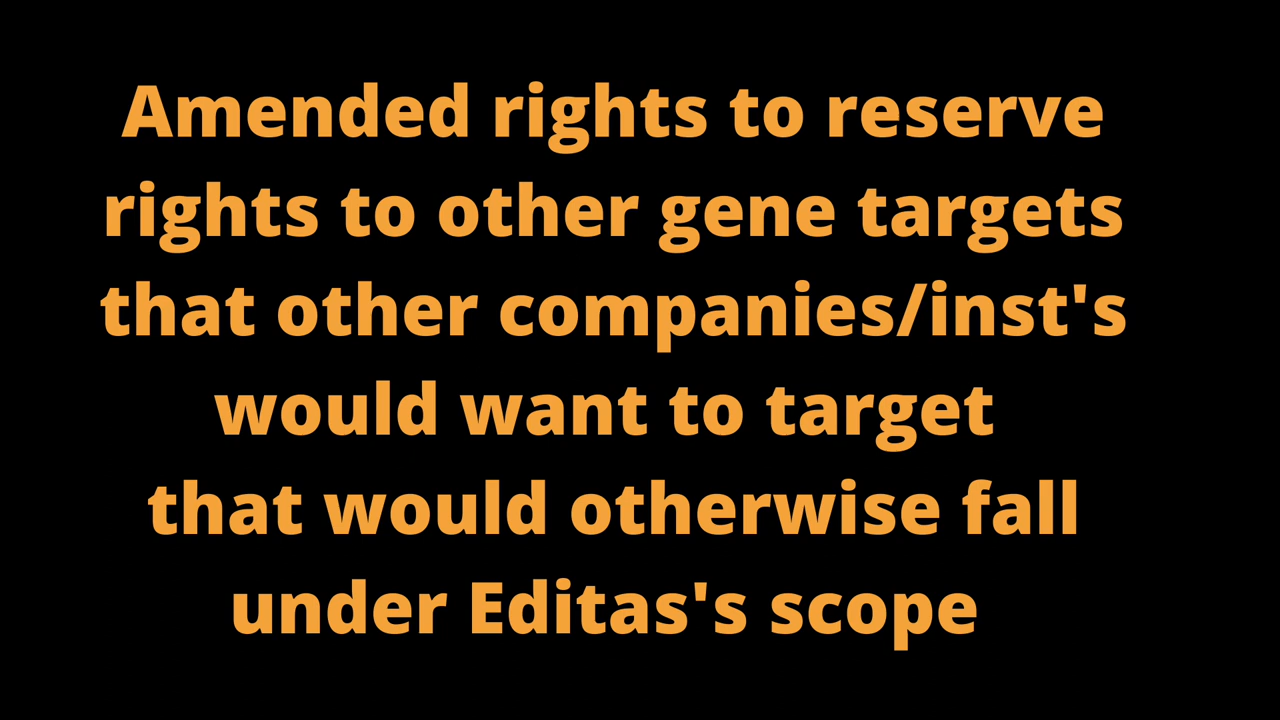 Amended rights to reserve
rights to other gene targets
that other companies/inst's
would want to target
that would otherwise fall
under Editas's scope